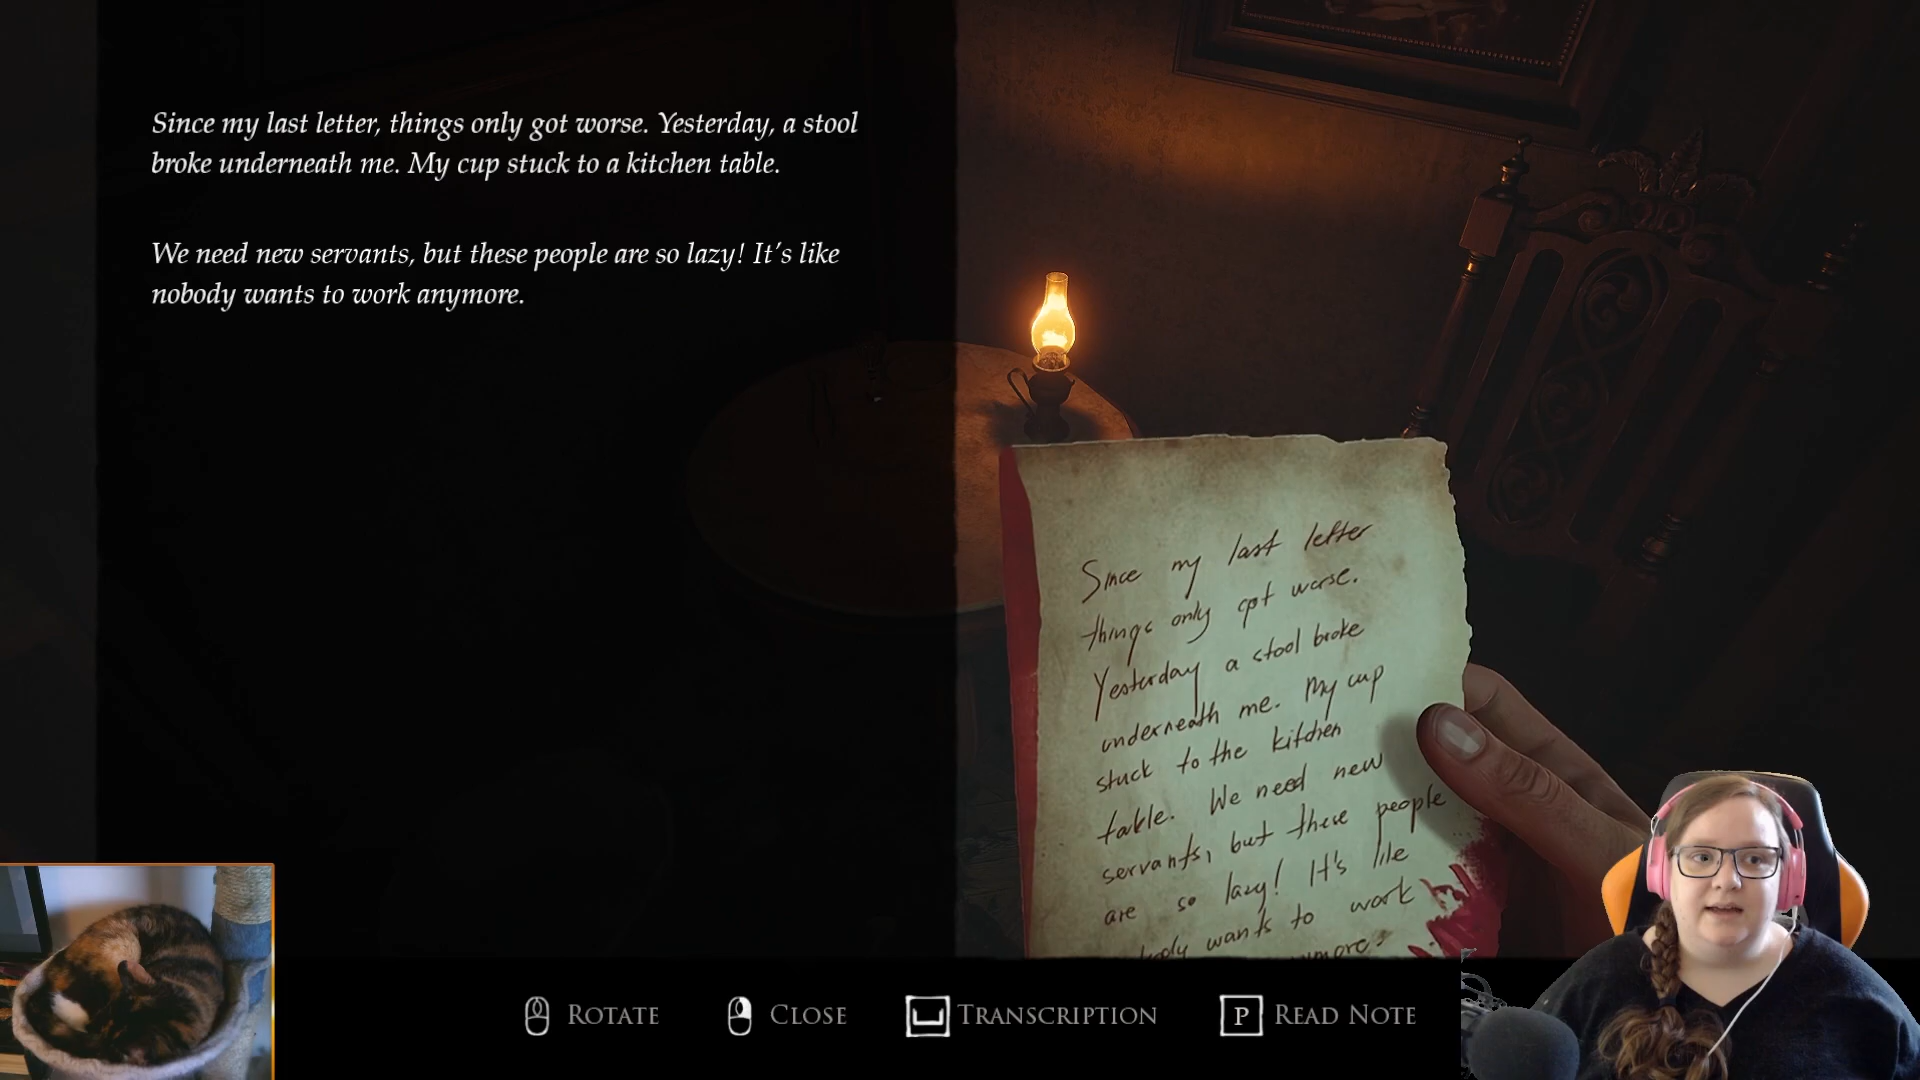 Since my last letter, things only got worse. Yesterday, a stool
broke underneath me. My cup stuck to a kitchen table.
We need new servants, but these people are so lazy! It's like
nobody wants to work anymore.
Since my last letter
things only got worse.
Yesterday a stool broke
underneath me. My cup
stuck to the kitchen
table. We need new
servants, but these people
are so lazy! It's like
wants to work
ROTATE
CLOSE
TRANSCRIPTION
P
READ NOTE